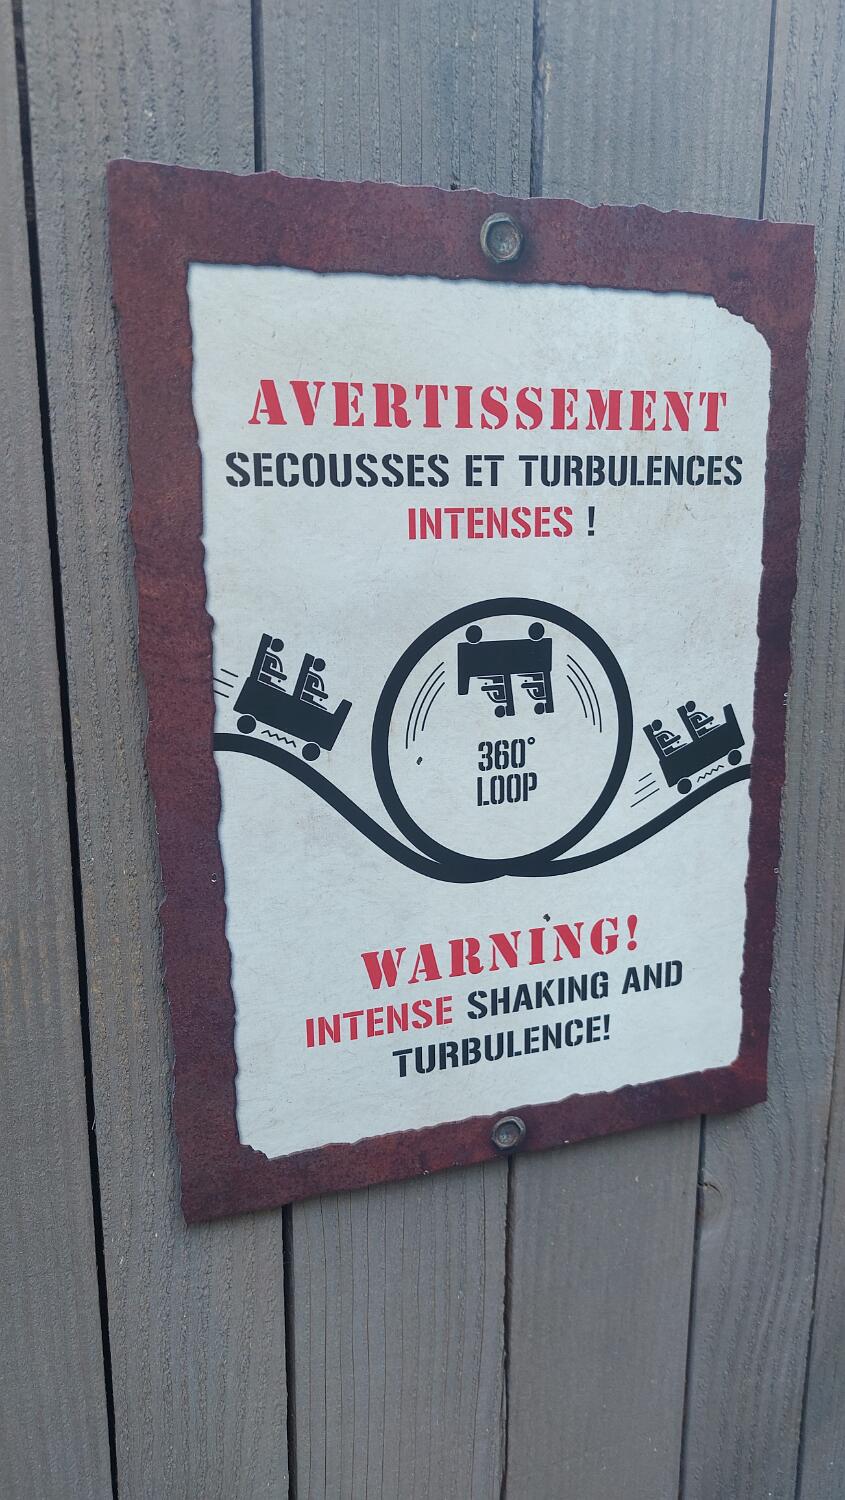 AVERTISSEMENT
SECOUSSES ET TURBULENCES
INTENSES !
360°
LOOP
WARNING!
INTENSE SHAKING AND
TURBULENCE!